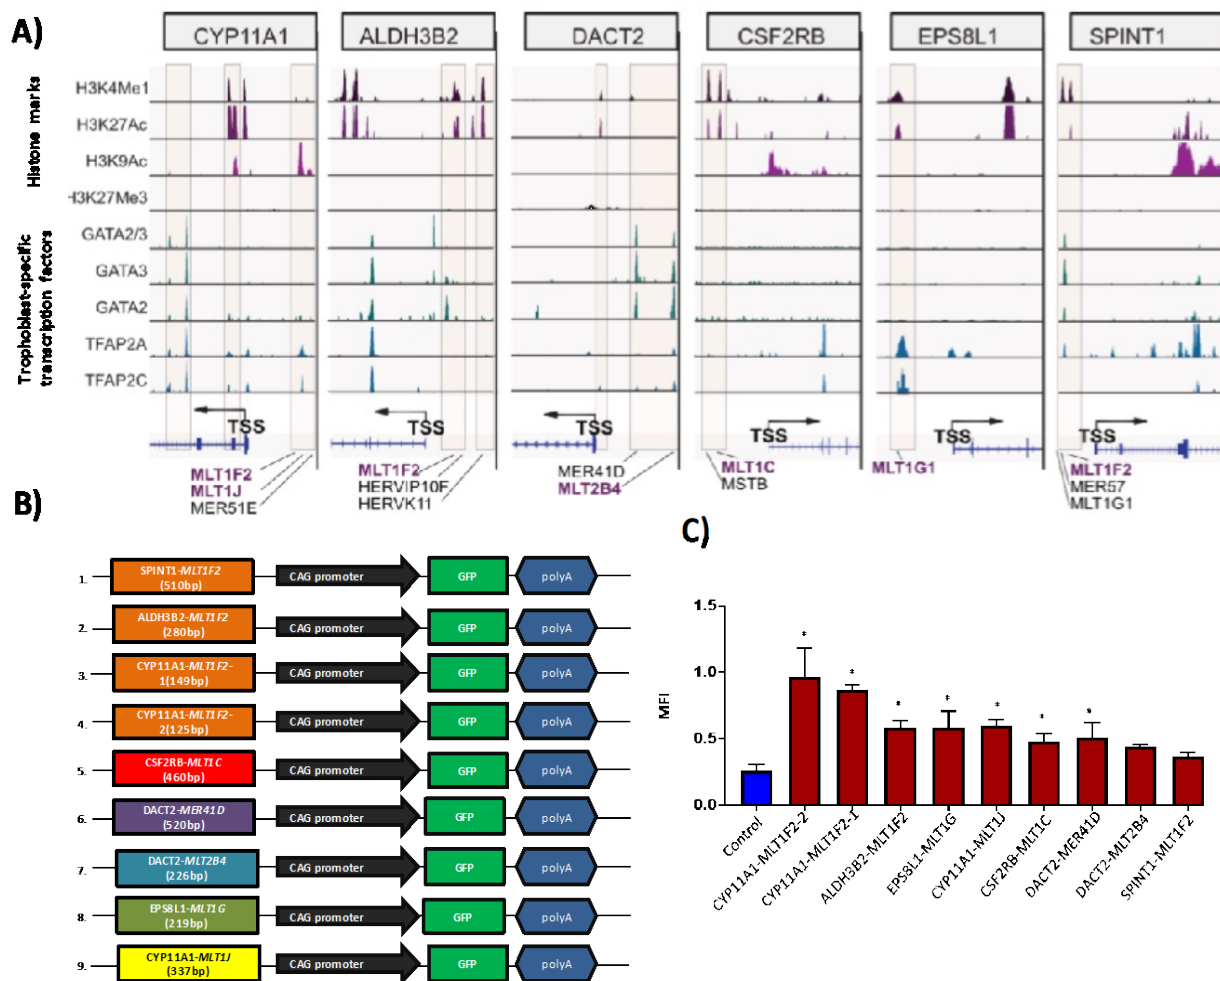 A)
CYP11A1
ALDH3B2
DACT2
CSF2RB
EPS8L1
SPINT1
Histone marks
H3K4Me1
H3K27Ac
H3K9Ac
H3K27Me3
Trophoblast-specific
transcription factors
GATA2/3
GATA3
GATA2
TFAP2A
TFAP2C
TSS
TSS
TSS
TSS
TSS
TSS
MLT1F2
MLT1J
MER51E
MLT1F2
HERVIP10F
HERVK11
MER41D
MLT2B4
MLT1C
MSTB
MLT1G1
MLT1F2
MER57
MLT1G1
B)
1. SPINT1-MLT1F2
(510bp)
CAG promoter
GFP
polyA
2. ALDH3B2-MLT1F2
(280bp)
CAG promoter
GFP
polyA
3. CYP11A1-MLT1F2-
1(149bp)
CAG promoter
GFP
polyA
4. CYP11A1-MLT1F2-
2(125bp)
CAG promoter
GFP
polyA
5. CSF2RB-MLT1C
(460bp)
CAG promoter
GFP
polyA
6. DACT2-MER41D
(520bp)
CAG promoter
GFP
polyA
7. DACT2-MLT2B4
(226bp)
CAG promoter
GFP
polyA
8. EPS8L1-MLT1G
(219bp)
CAG promoter
GFP
polyA
9. CYP11A1-MLT1J
(337bp)
CAG promoter
GFP
polyA
C)
MFI
1.5
1.0
0.5
0.0
* * * * * * *
Control
CYP11A1-MLT1F2-2
CYP11A1-MLT1F2-1
ALDH3B2-MLT1F2
EPS8L1-MLT1G
CYP11A1-MLT1J
CSF2RB-MLT1C
DACT2-MER41D
DACT2-MLT2B4
SPINT1-MLT1F2